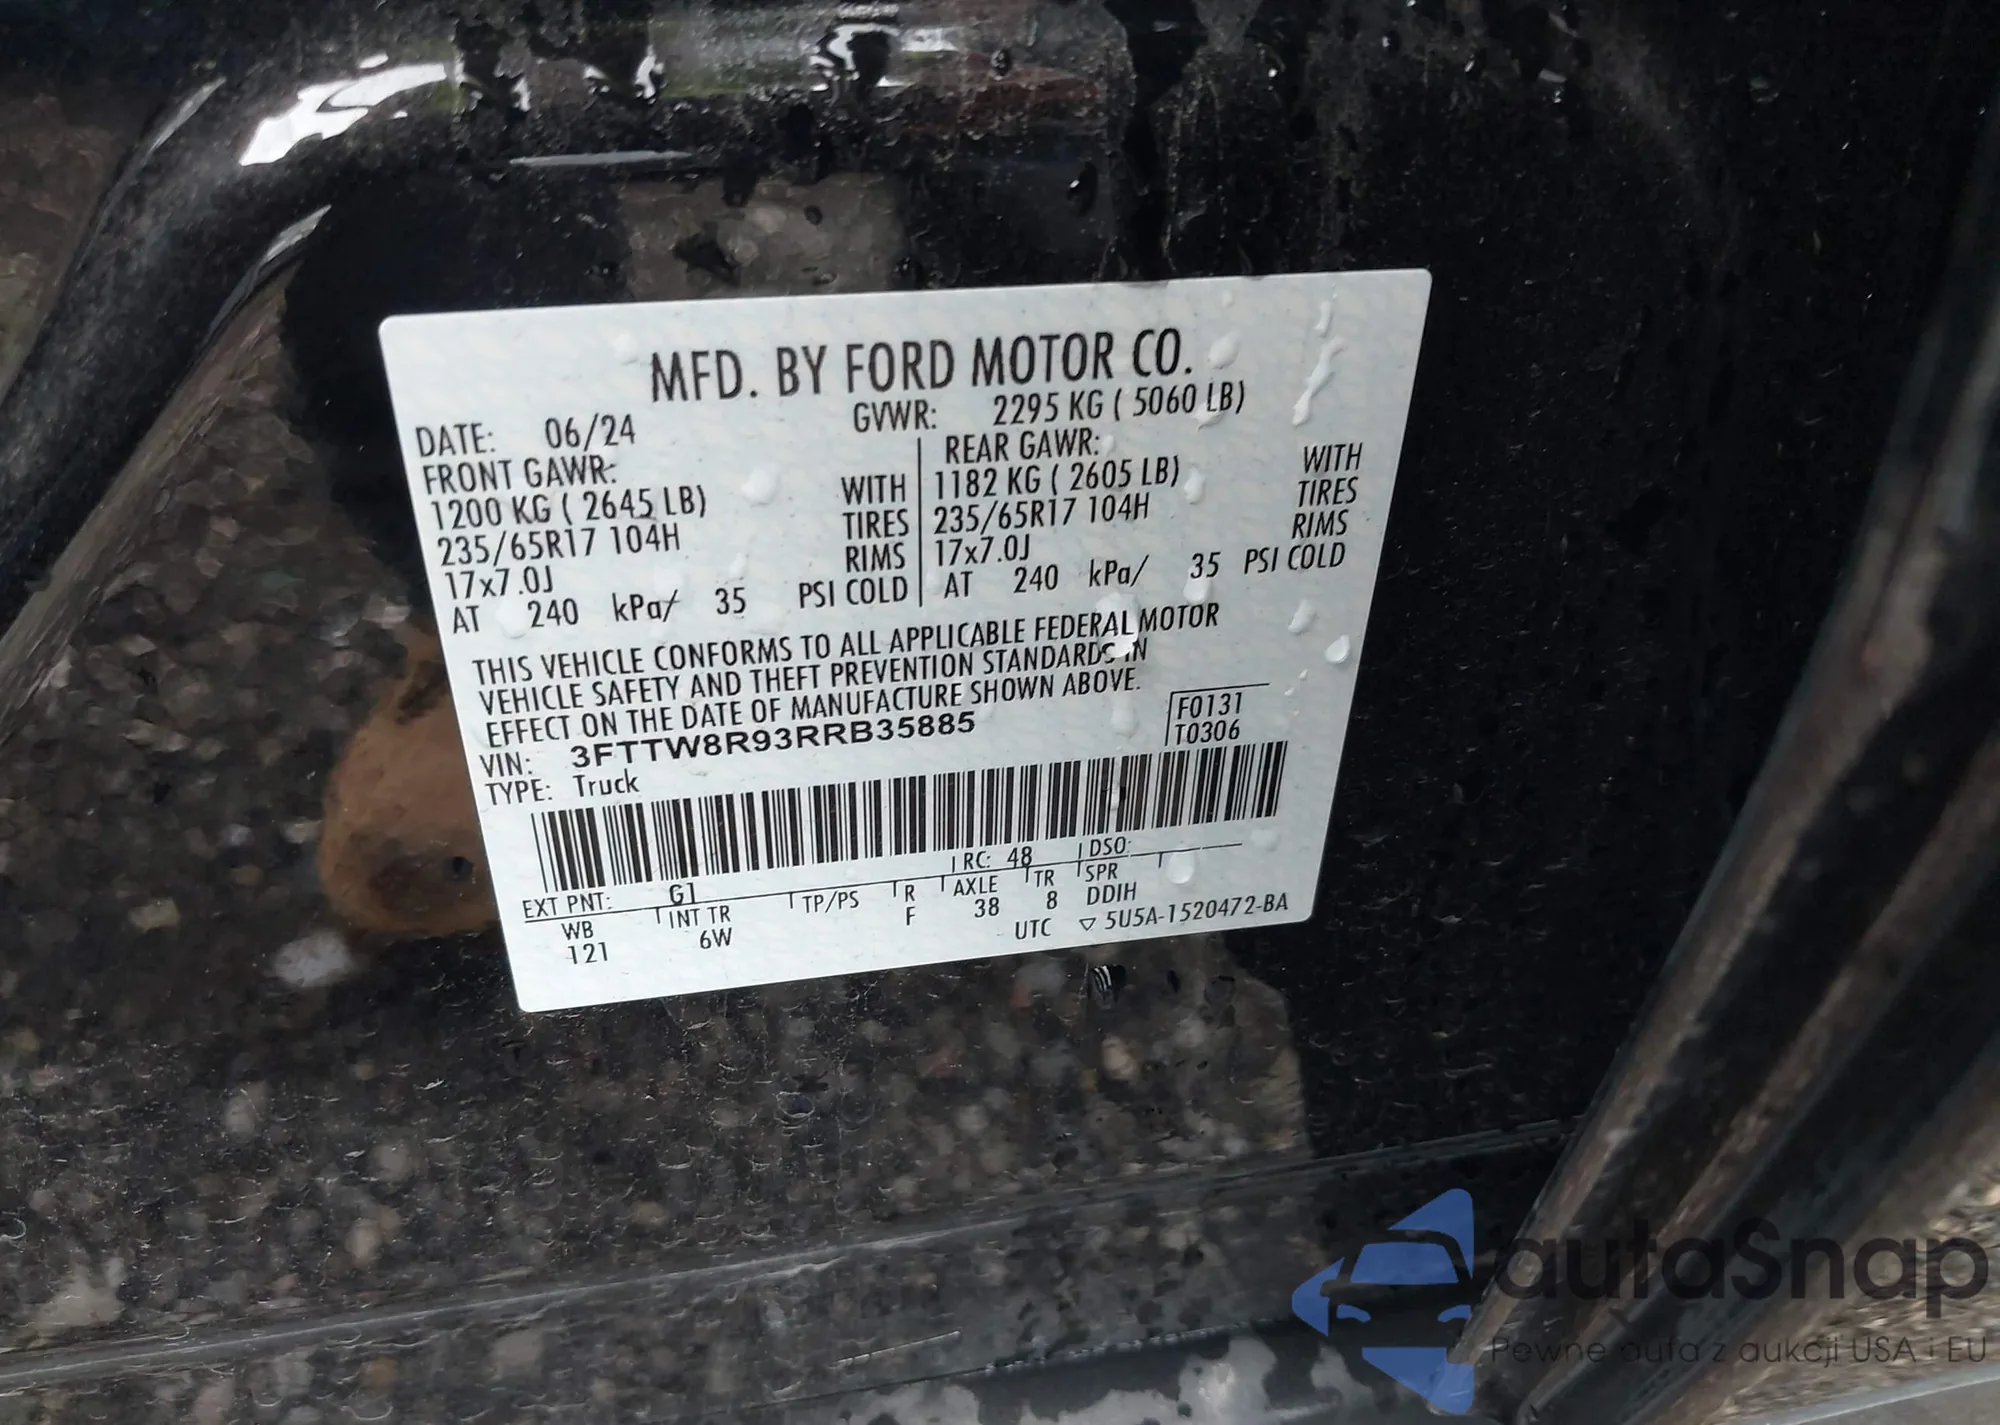 MFD. BY FORD MOTOR CO.
DATE: 06/24 GVWR: 2295 KG ( 5060 LB)
FRONT GAWR: REAR GAWR:
1200 KG ( 2645 LB) WITH 1182 KG ( 2605 LB) WITH
235/65R17 104H TIRES 235/65R17 104H TIRES
17x7.0J RIMS 17x7.0J RIMS
AT 240 kPa/ 35 PSI COLD AT 240 kPa/ 35 PSI COLD
THIS VEHICLE CONFORMS TO ALL APPLICABLE FEDERAL MOTOR
VEHICLE SAFETY AND THEFT PREVENTION STANDARDS IN
EFFECT ON THE DATE OF MANUFACTURE SHOWN ABOVE.
VIN: 3FTTW8R93RRB35885 F0131
TYPE: Truck T0306
EXT PNT: G1 RC: 48 DSO:
WB INT TR TP/PS R AXLE TR SPR
121 6W F 38 8 DDIH
UTC ▽ 5U5A-1520472-BA
autaSnap
Pewne auta z aukcji USA i EU